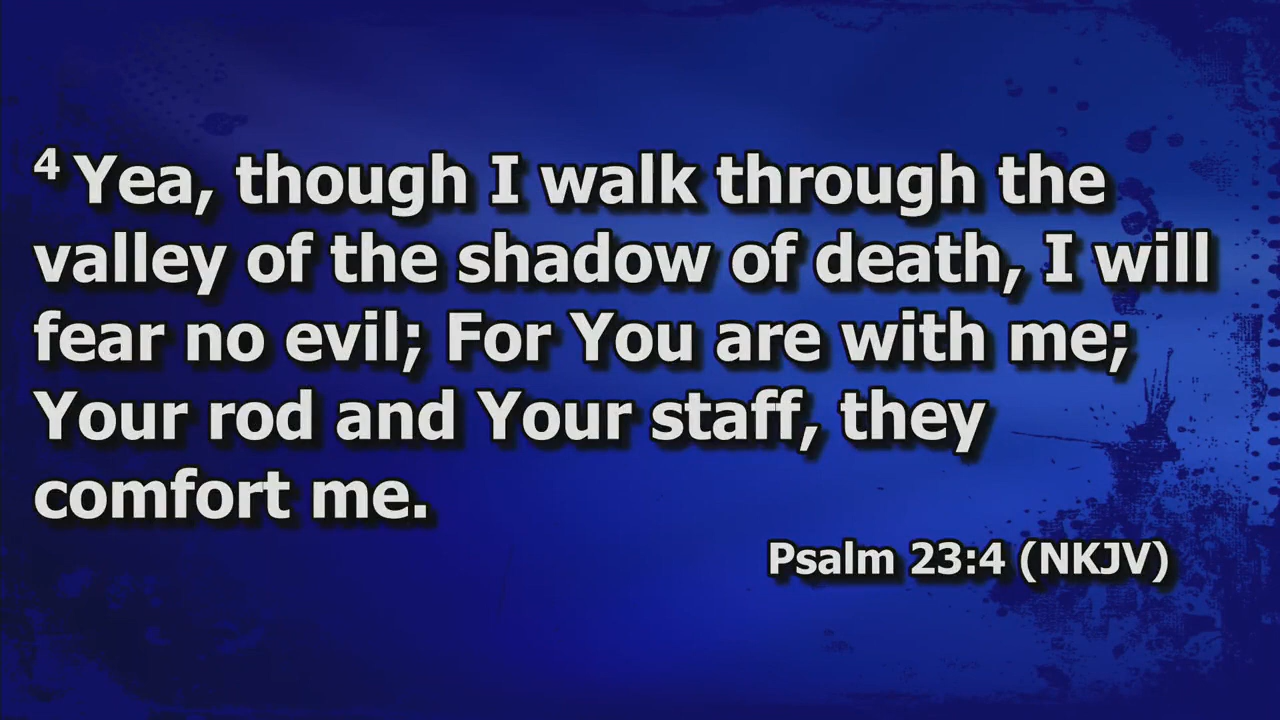 4 Yea, though I walk through the
valley of the shadow of death, I will
fear no evil; For You are with me;
Your rod and Your staff, they
comfort me.
Psalm 23:4 (NKJV)